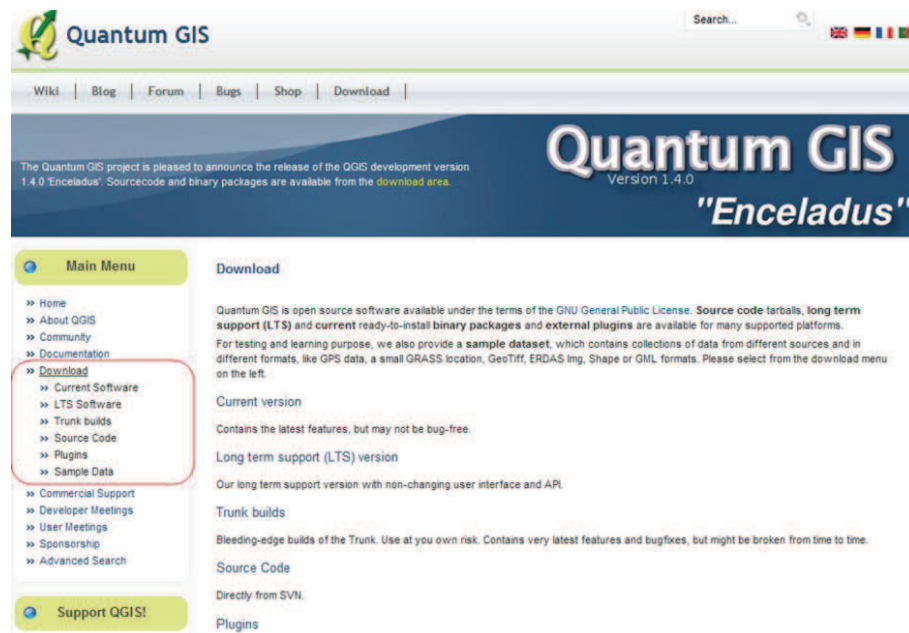 Quantum GIS
Search...
Wiki | Blog | Forum | Bugs | Shop | Download |
The Quantum GIS project is pleased to announce the release of the QGIS development version
1.4.0 'Enceladus'. Sourcecode and binary packages are available from the download area.
Quantum GIS
Version 1.4.0
"Enceladus"
Main Menu
» Home
» About QGIS
» Community
» Documentation
» Download
» Current Software
» LTS Software
» Trunk builds
» Source Code
» Plugins
» Sample Data
» Commercial Support
» Developer Meetings
» User Meetings
» Sponsorship
» Advanced Search
Support QGIS!
Download
Quantum GIS is open source software available under the terms of the GNU General Public License. Source code tarballs, long term
support (LTS) and current ready-to-install binary packages and external plugins are available for many supported platforms.
For testing and learning purpose, we also provide a sample dataset, which contains collections of data from different sources and in
different formats, like GPS data, a small GRASS location, GeoTiff, ERDAS Img, Shape or GML formats. Please select from the download menu
on the left.
Current version
Contains the latest features, but may not be bug-free.
Long term support (LTS) version
Our long term support version with non-changing user interface and API.
Trunk builds
Bleeding-edge builds of the Trunk. Use at you own risk. Contains very latest features and bugfixes, but might be broken from time to time.
Source Code
Directly from SVN.
Plugins